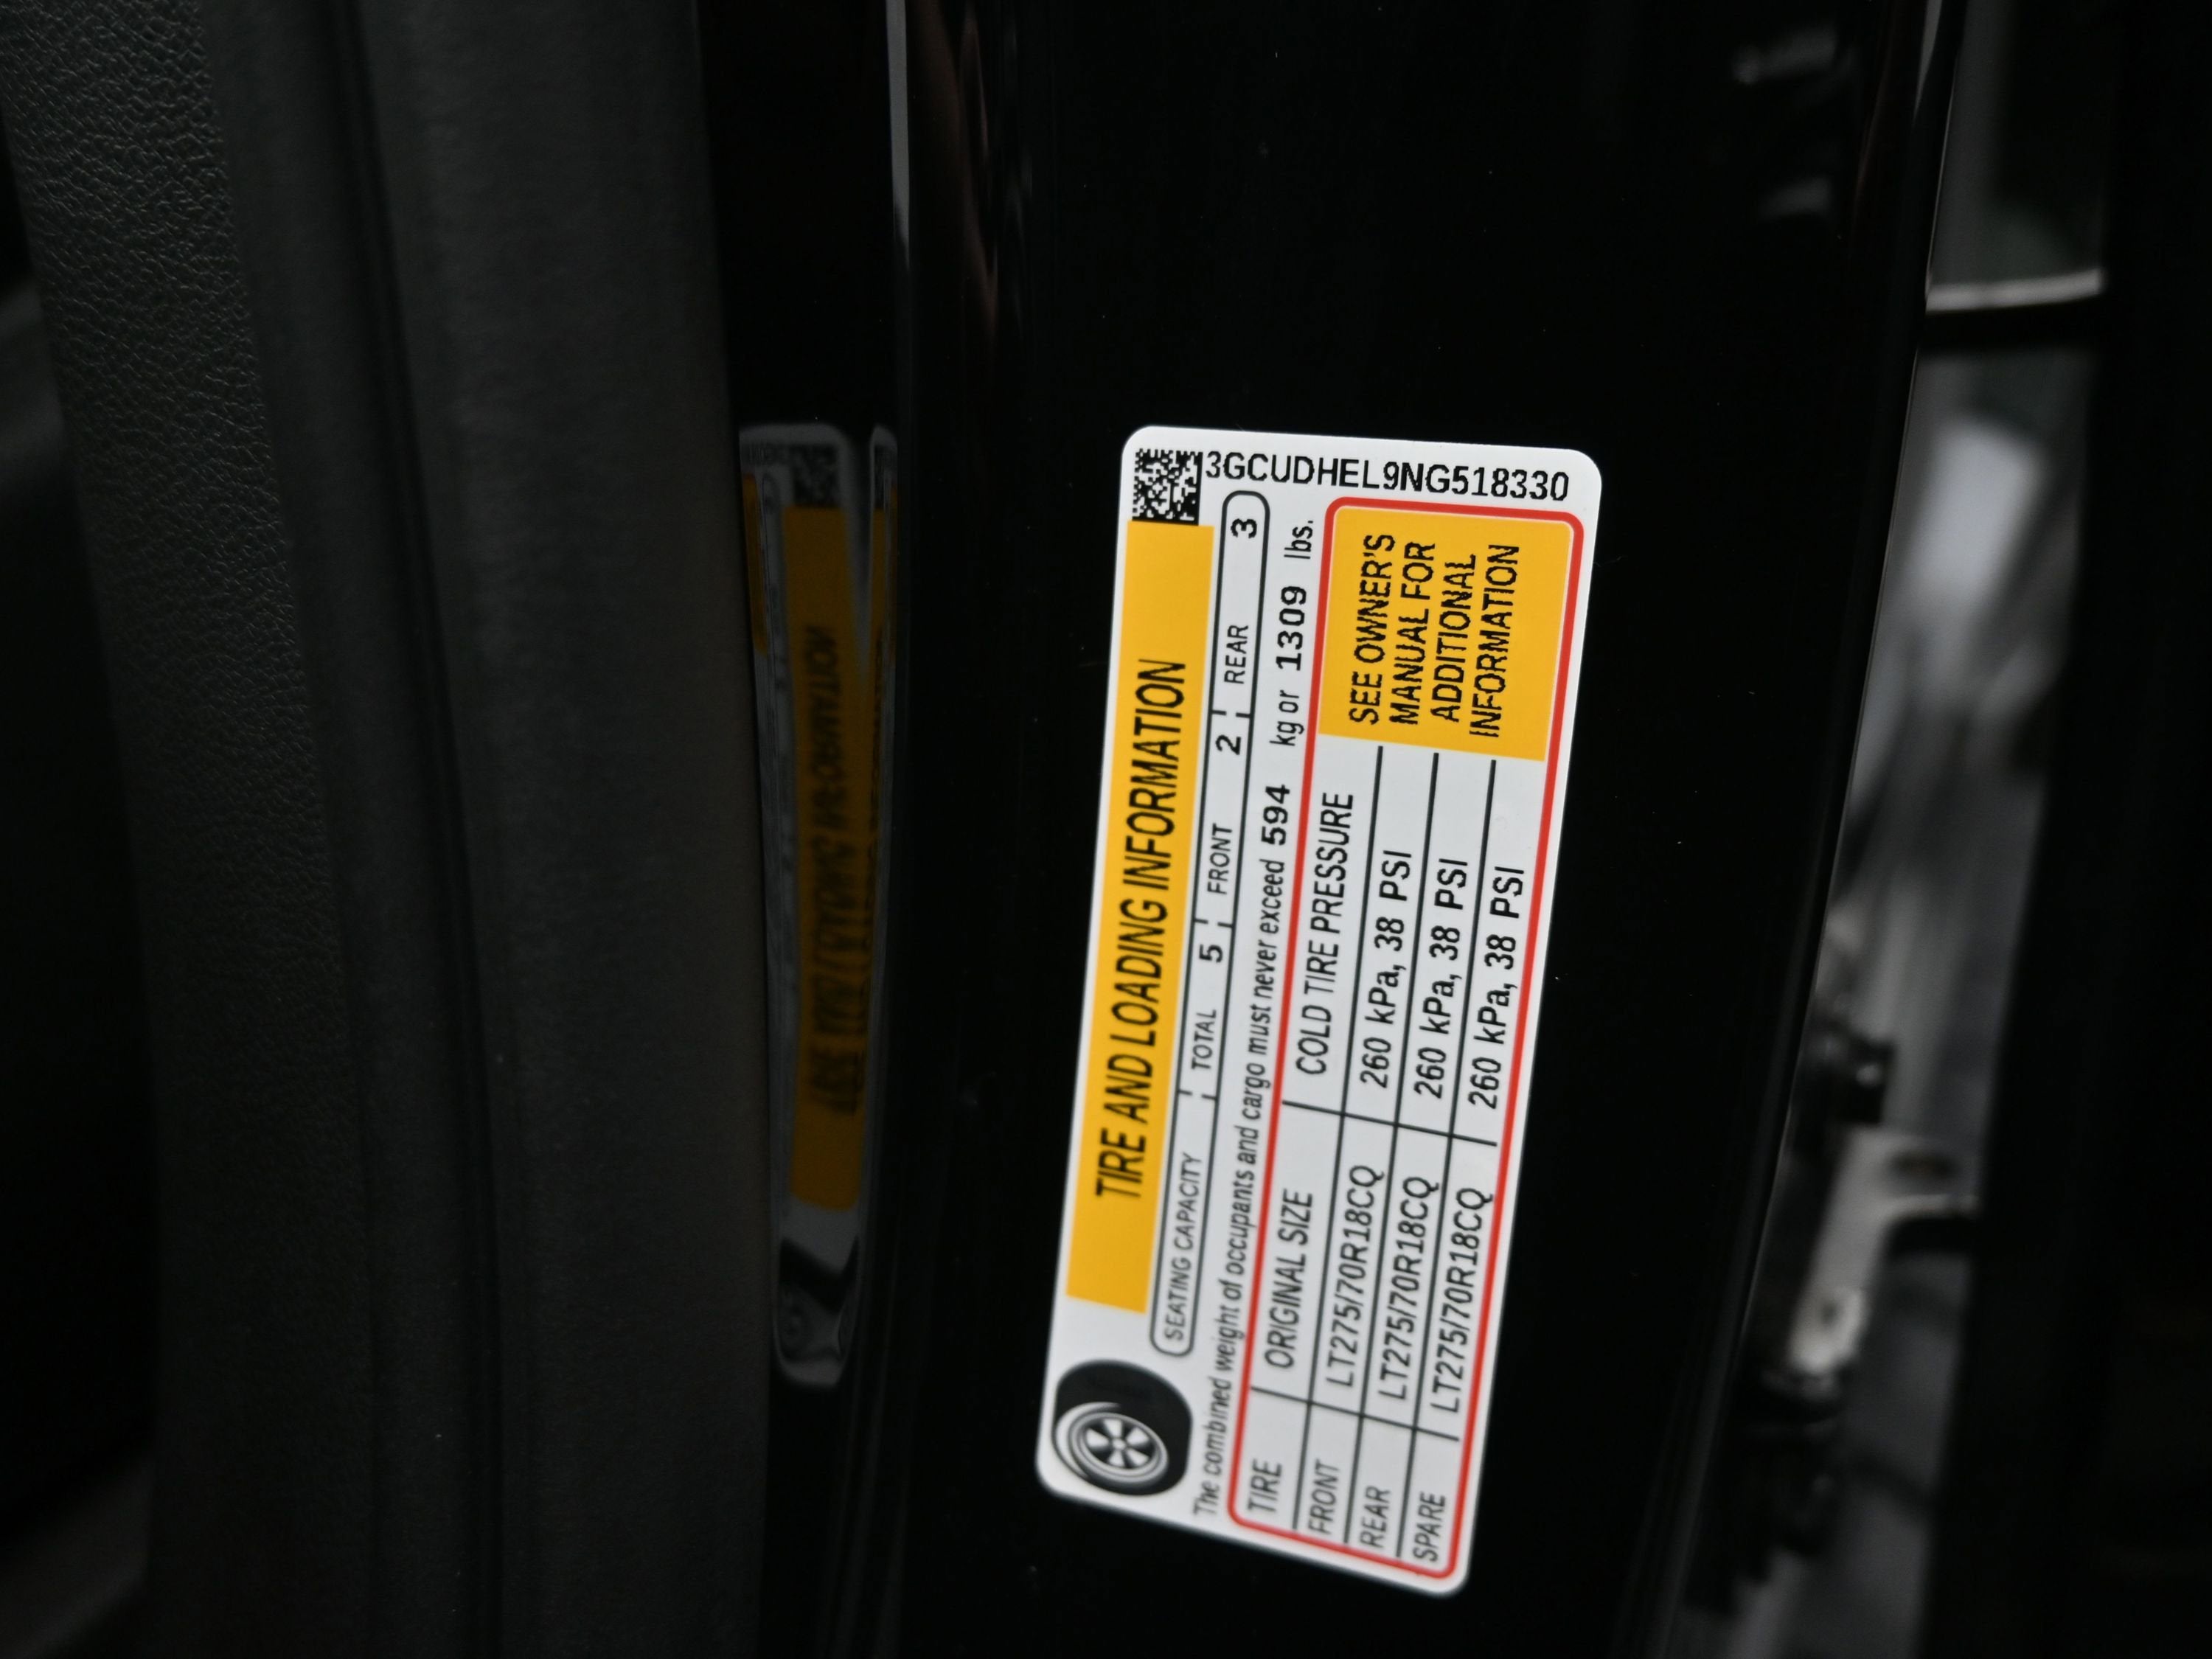 3GCUDHEL9NG518330
TIRE AND LOADING INFORMATION
SEATING CAPACITY TOTAL 5 FRONT 2 REAR 3
The combined weight of occupants and cargo must never exceed 594 kg or 1309 lbs.
TIRE ORIGINAL SIZE COLD TIRE PRESSURE
FRONT LT275/70R18CQ 260 kPa, 38 PSI
REAR LT275/70R18CQ 260 kPa, 38 PSI
SPARE LT275/70R18CQ 260 kPa, 38 PSI
SEE OWNER'S
MANUAL FOR
ADDITIONAL
INFORMATION